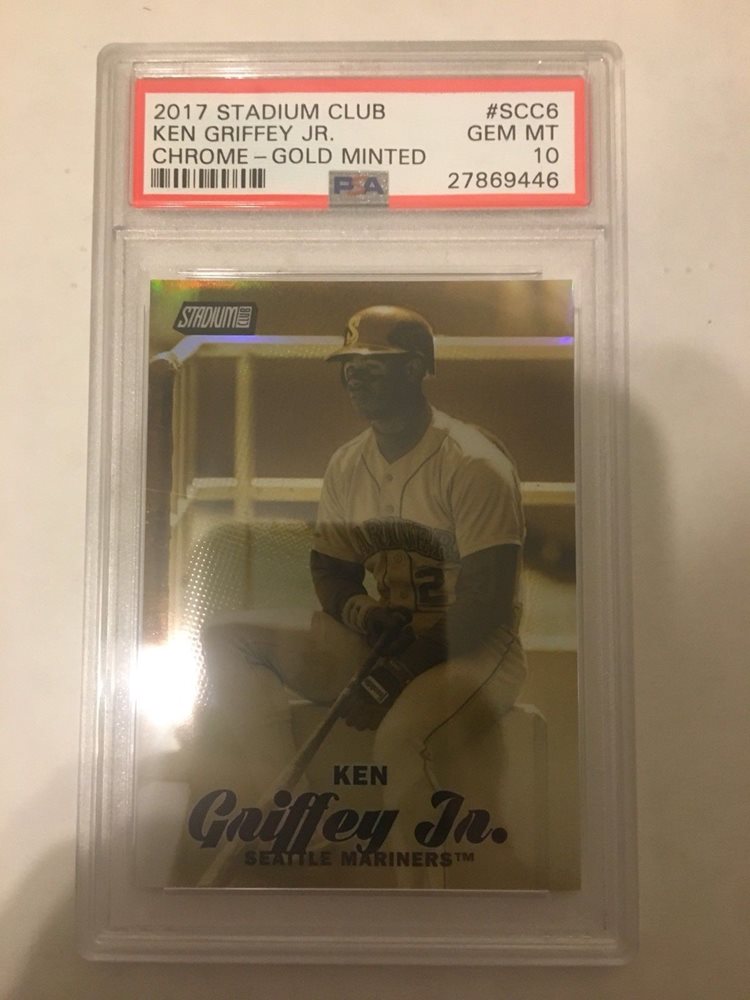 2017 STADIUM CLUB #SCC6
KEN GRIFFEY JR. GEM MT
CHROME - GOLD MINTED 10
PSA 27869446
STADIUM CLUB
S
2
KEN
Griffey Jr.
SEATTLE MARINERS™